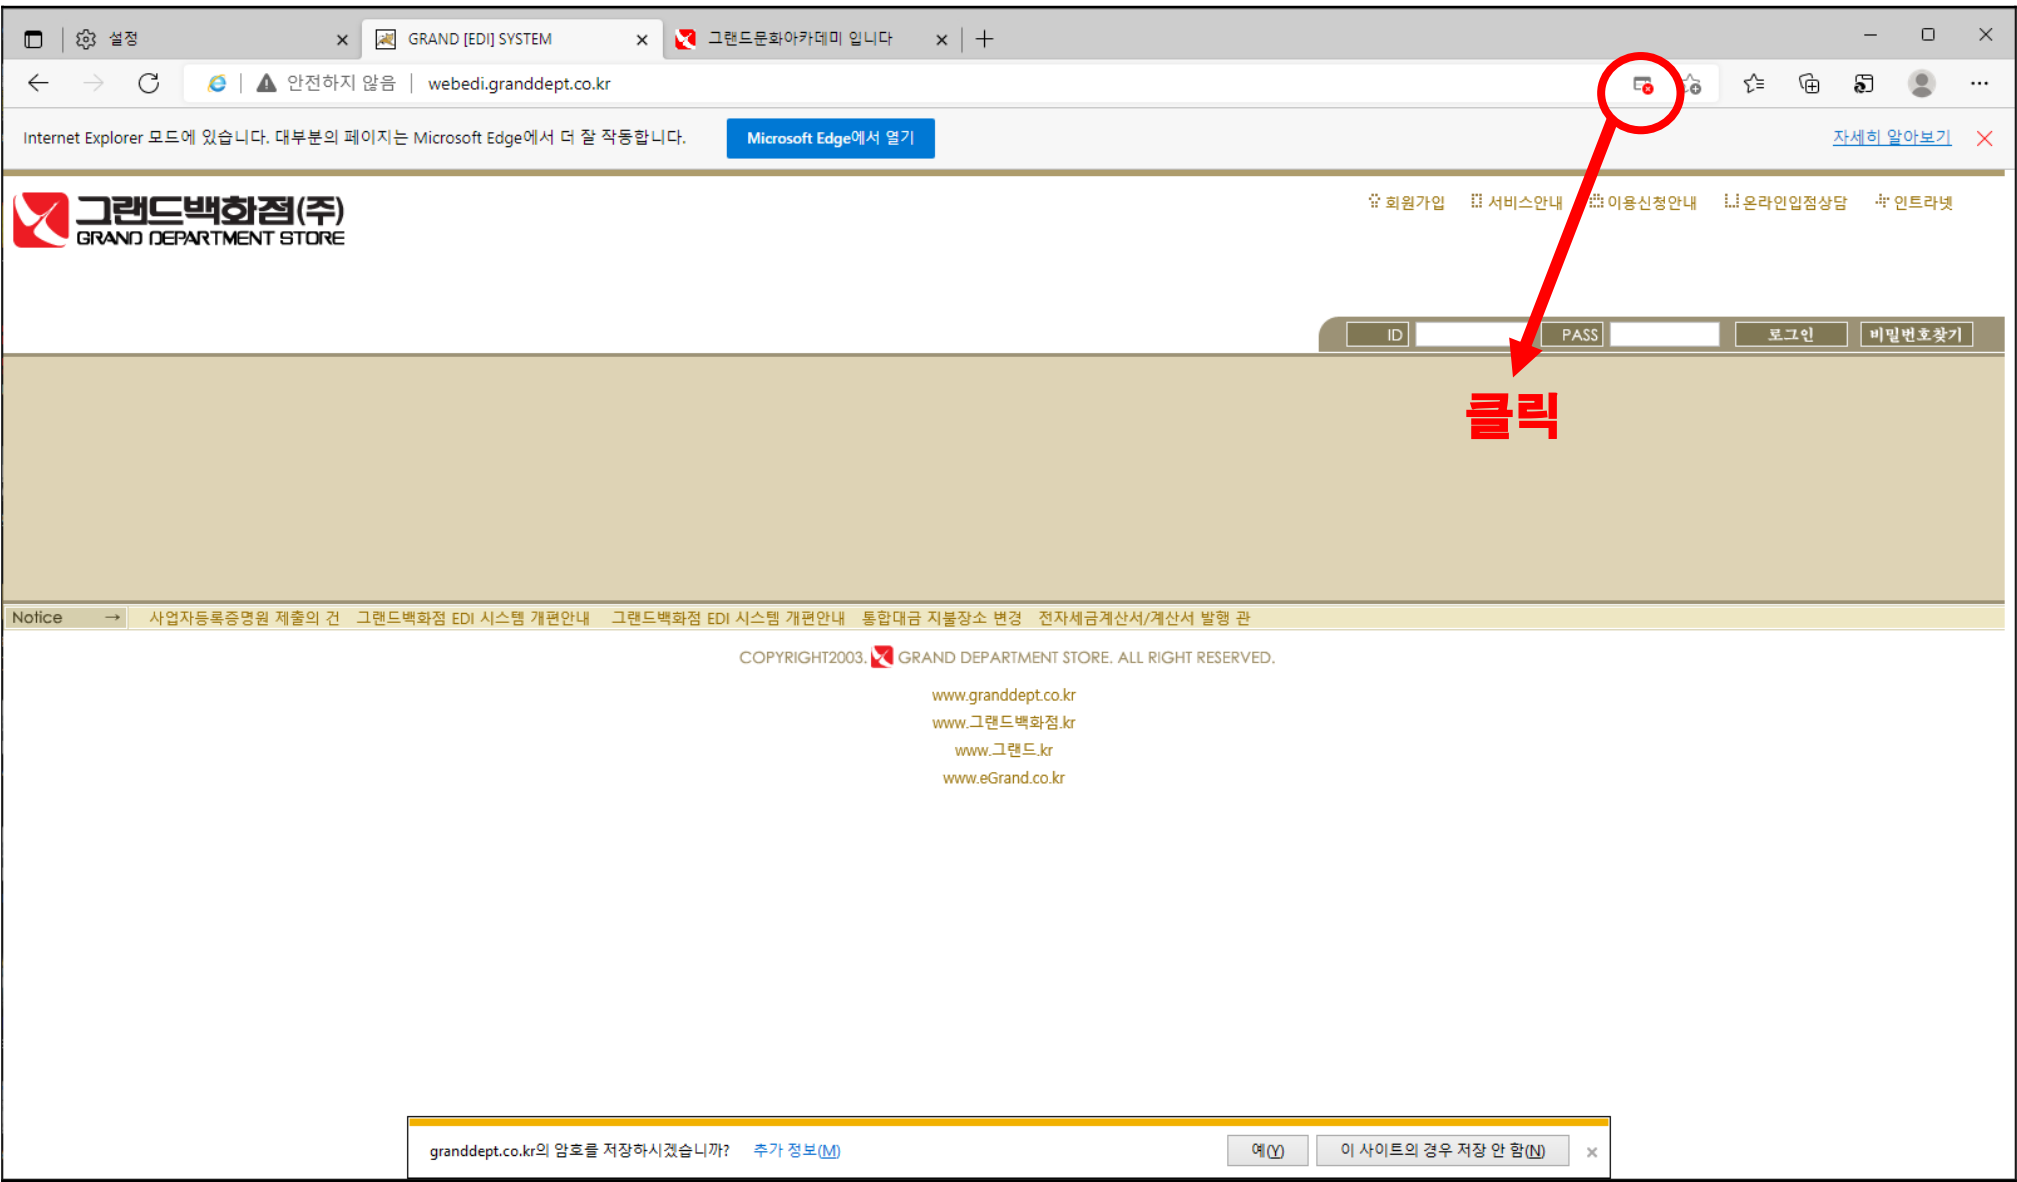 설정
GRAND [EDI] SYSTEM
그랜드문화아카데미 입니다
안전하지 않음
webedi.granddept.co.kr
Internet Explorer 모드에 있습니다. 대부분의 페이지는 Microsoft Edge에서 더 잘 작동합니다.
Microsoft Edge에서 열기
자세히 알아보기
그랜드백화점(주)
GRAND DEPARTMENT STORE
회원가입
서비스안내
이용신청안내
온라인입점상담
인트라넷
ID
PASS
로그인
비밀번호찾기
클릭
Notice →
사업자등록증명원 제출의 건
그랜드백화점 EDI 시스템 개편안내
그랜드백화점 EDI 시스템 개편안내
통합대금 지불장소 변경
전자세금계산서/계산서 발행 관
COPYRIGHT2003. GRAND DEPARTMENT STORE. ALL RIGHT RESERVED.
www.granddept.co.kr
www.그랜드백화점.kr
www.그랜드.kr
www.eGrand.co.kr
granddept.co.kr의 암호를 저장하시겠습니까?
추가 정보(M)
예(Y)
이 사이트의 경우 저장 안 함(N)